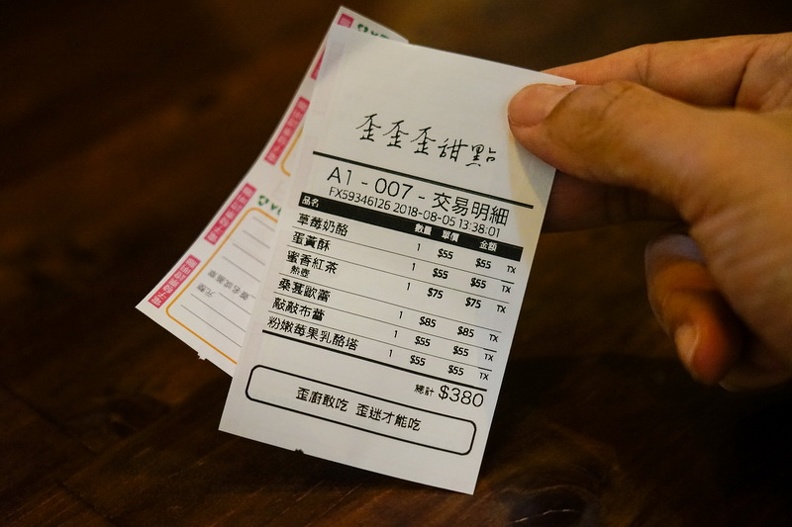 歪歪歪甜點
A1 - 007 - 交易明細
FX59346126 2018-08-05 13:38:01
品名 數量 單價 金額
草莓奶酪 1 $55 $55 TX
蛋黃酥 1 $55 $55 TX
蜜香紅茶 1 $75 $75 TX
熱壺
桑葚歐蕾 1 $85 $85 TX
敲敲布蕾 1 $55 $55 TX
粉嫩莓果乳酪塔 1 $55 $55 TX
總計 $380
歪廚敢吃 歪迷才能吃